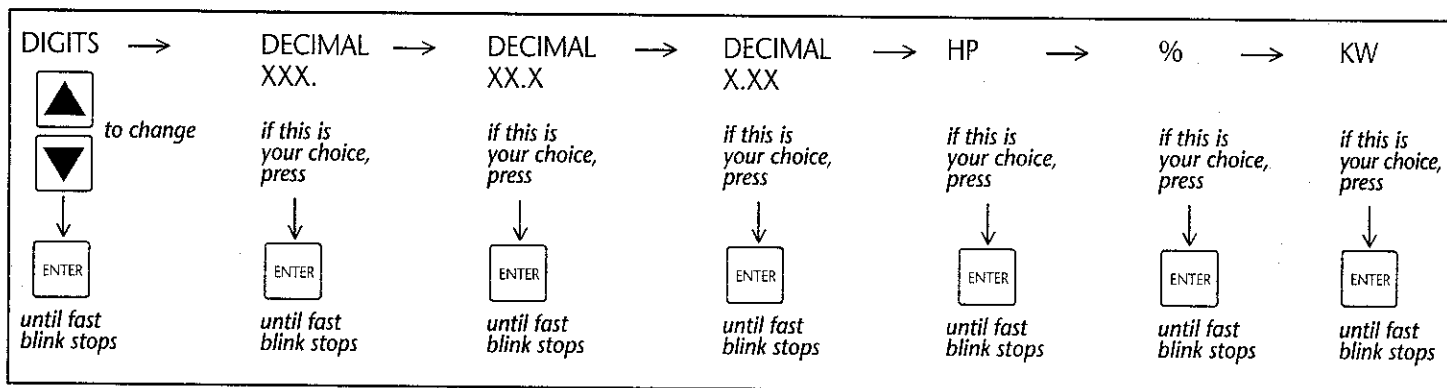 DIGITS → DECIMAL → DECIMAL → DECIMAL → HP → % → KW
XXX. XX.X X.XX
to change
if this is if this is if this is if this is if this is if this is
your choice, your choice, your choice, your choice, your choice, your choice,
press press press press press press
ENTER ENTER ENTER ENTER ENTER ENTER ENTER
until fast until fast until fast until fast until fast until fast until fast
blink stops blink stops blink stops blink stops blink stops blink stops blink stops